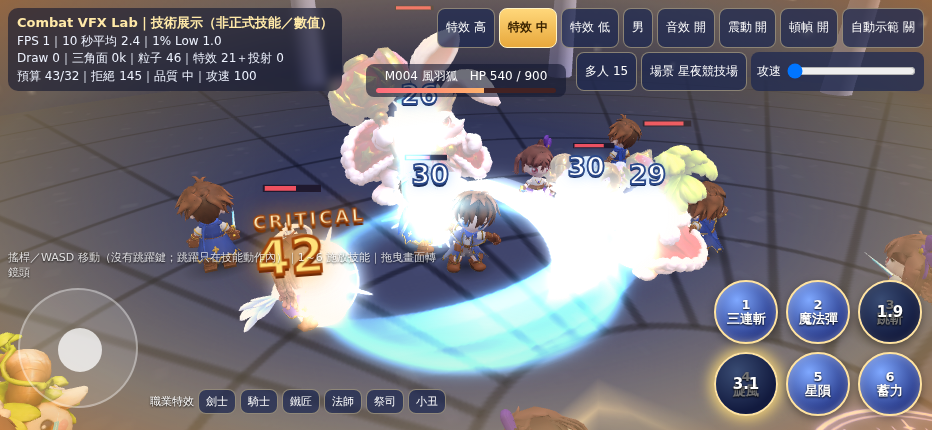 Combat VFX Lab｜技術展示（非正式技能／數值）
FPS 1｜10 秒平均 2.4｜1% Low 1.0
Draw 0｜三角面 0k｜粒子 46｜特效 21＋投射 0
預算 43/32｜拒絕 145｜品質 中｜攻速 100
特效 高
特效 中
特效 低
男
音效 開
震動 開
頓幀 開
自動示範 關
多人 15
場景 星夜競技場
攻速
M004 風羽狐 HP 540 / 900
26
30
30
29
CRITICAL
42
搖桿／WASD 移動（沒有跳躍鍵；跳躍只在技能動作內）｜1–6 施放技能｜拖曳畫面轉
鏡頭
1
三連斬
2
魔法彈
3
1.9
跳斬
4
3.1
旋風
5
星隕
6
蓄力
職業特效
劍士
騎士
鐵匠
法師
祭司
小丑